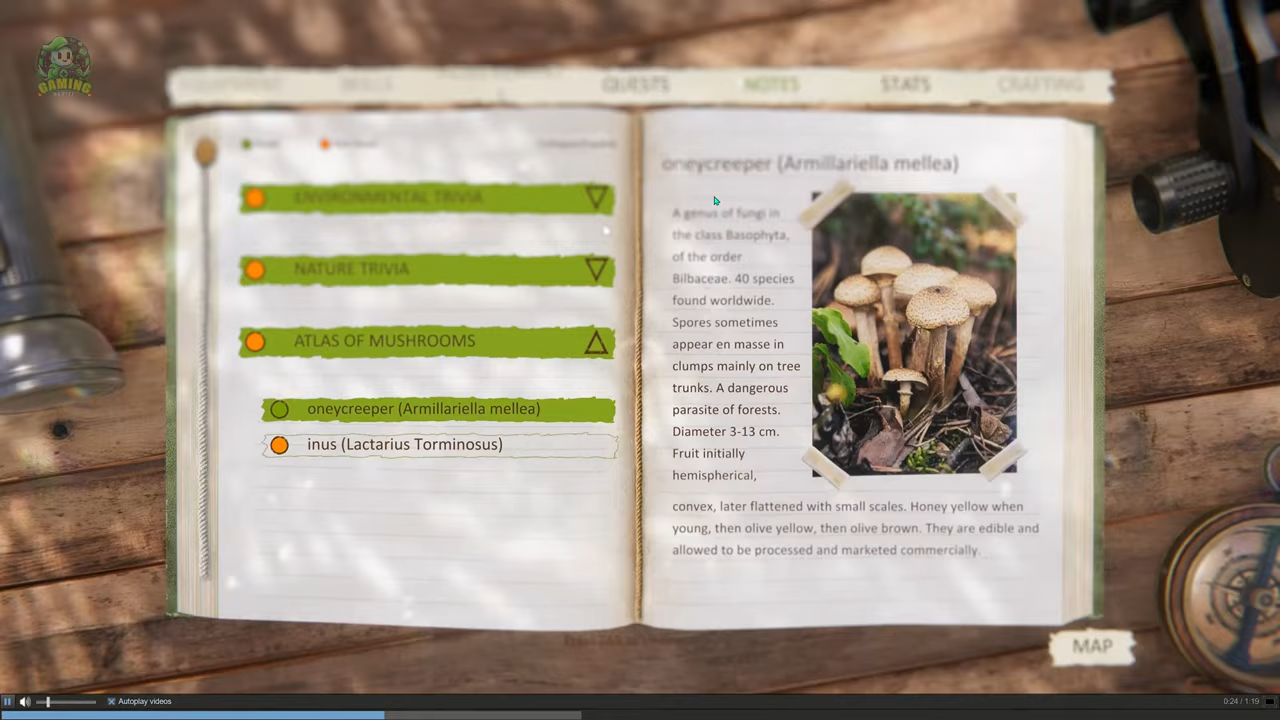 GAMING
QUESTS
NOTES
STATS
CRAFTING
ENVIRONMENTAL TRIVIA
NATURE TRIVIA
ATLAS OF MUSHROOMS
oneycreeper (Armillariella mellea)
inus (Lactarius Torminosus)
oneycreeper (Armillariella mellea)
A genus of fungi in
the class Basophyta,
of the order
Bilbaceae. 40 species
found worldwide.
Spores sometimes
appear en masse in
clumps mainly on tree
trunks. A dangerous
parasite of forests.
Diameter 3-13 cm.
Fruit initially
hemispherical,
convex, later flattened with small scales. Honey yellow when
young, then olive yellow, then olive brown. They are edible and
allowed to be processed and marketed commercially.
MAP
Autoplay videos
0:24 / 1:19